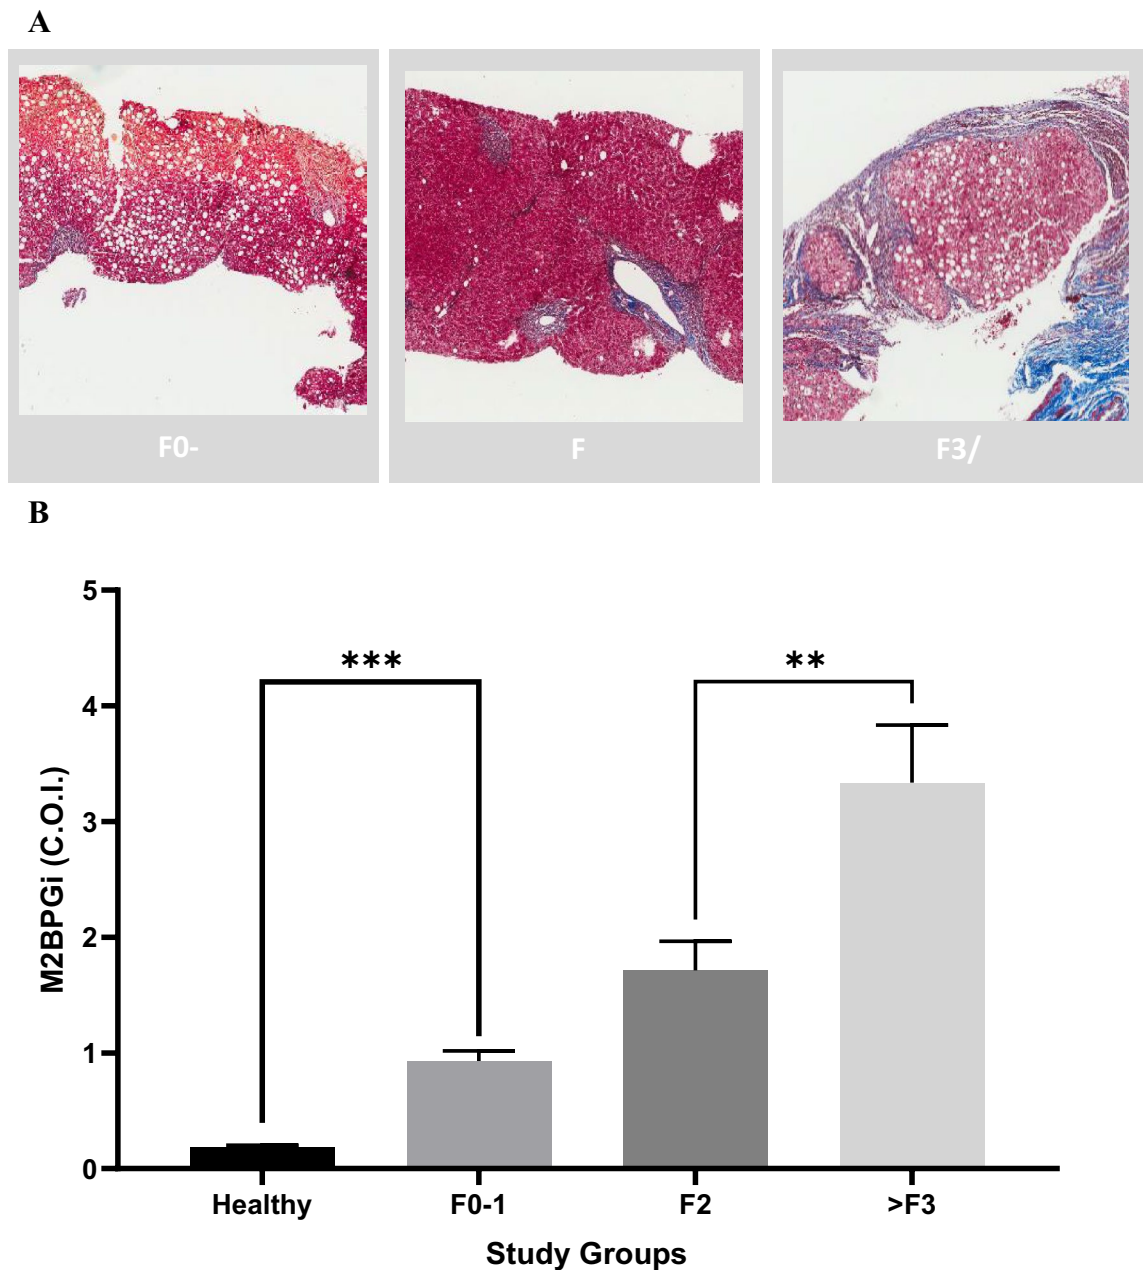 A
F0-
F
F3/
B
5
4
3
2
1
0
M2BPGi (C.O.I.)
***
**
Healthy F0-1 F2 >F3
Study Groups